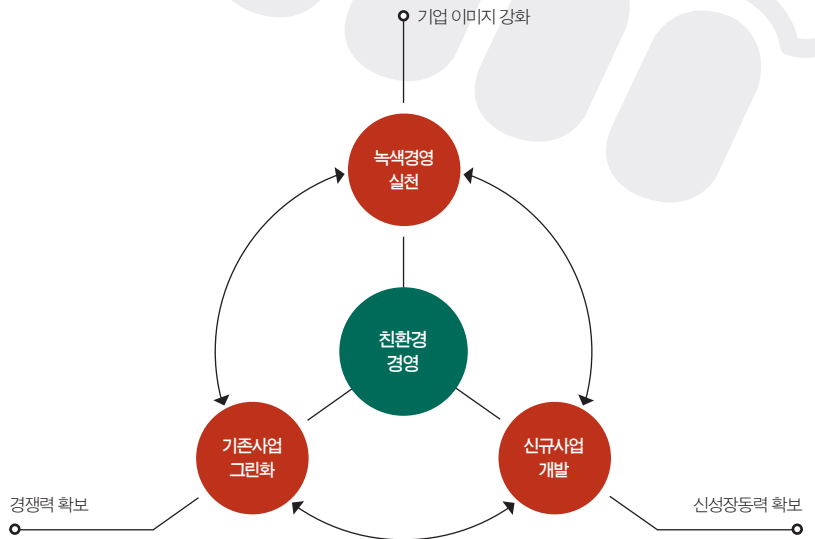 기업 이미지 강화
녹색경영
실천
친환경
경영
기존사업
그린화
신규사업
개발
경쟁력 확보
신성장동력 확보